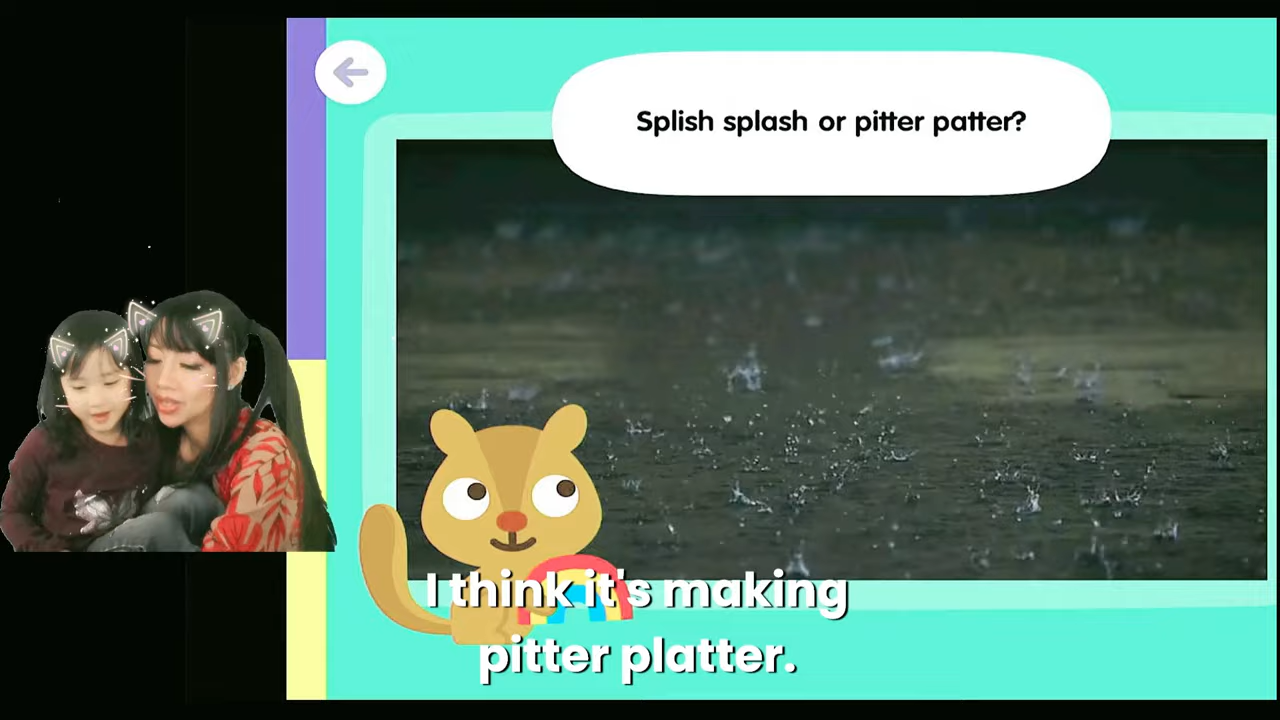 Splish splash or pitter patter?
I think it's making
pitter platter.